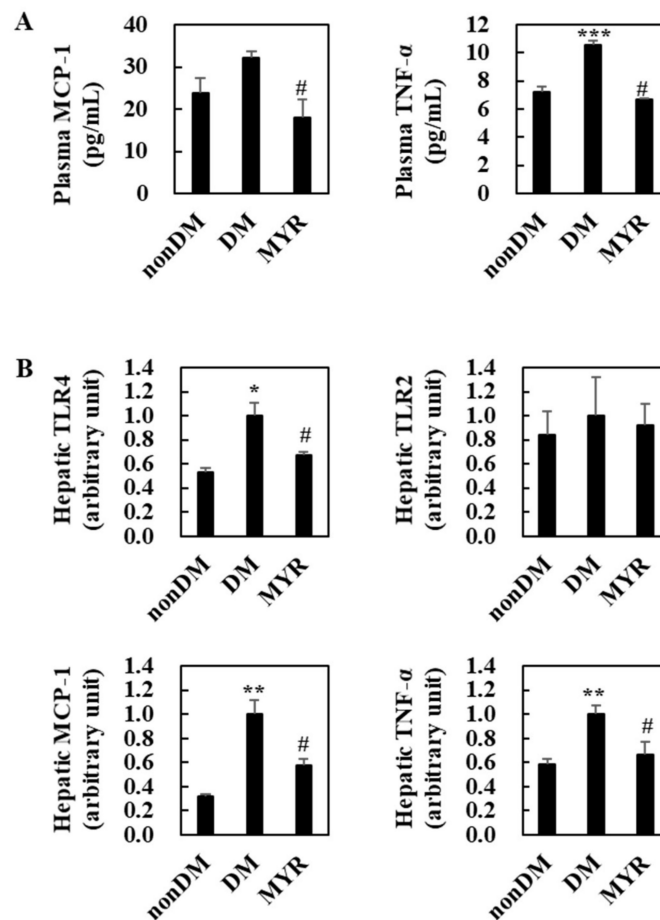 A
Plasma MCP-1
(pg/mL)
40
30
20
10
0
#
nonDM
DM
MYR
Plasma TNF-α
(pg/mL)
12
10
8
6
4
2
0
***
#
nonDM
DM
MYR
B
Hepatic TLR4
(arbitrary unit)
1.4
1.2
1.0
0.8
0.6
0.4
0.2
0.0
*
#
nonDM
DM
MYR
Hepatic TLR2
(arbitrary unit)
1.4
1.2
1.0
0.8
0.6
0.4
0.2
0.0
nonDM
DM
MYR
Hepatic MCP-1
(arbitrary unit)
1.4
1.2
1.0
0.8
0.6
0.4
0.2
0.0
**
#
nonDM
DM
MYR
Hepatic TNF-α
(arbitrary unit)
1.4
1.2
1.0
0.8
0.6
0.4
0.2
0.0
**
#
nonDM
DM
MYR